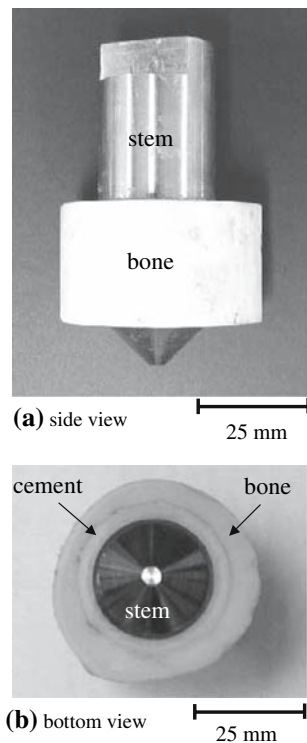 stem
bone
(a) side view
25 mm
cement
bone
stem
(b) bottom view
25 mm